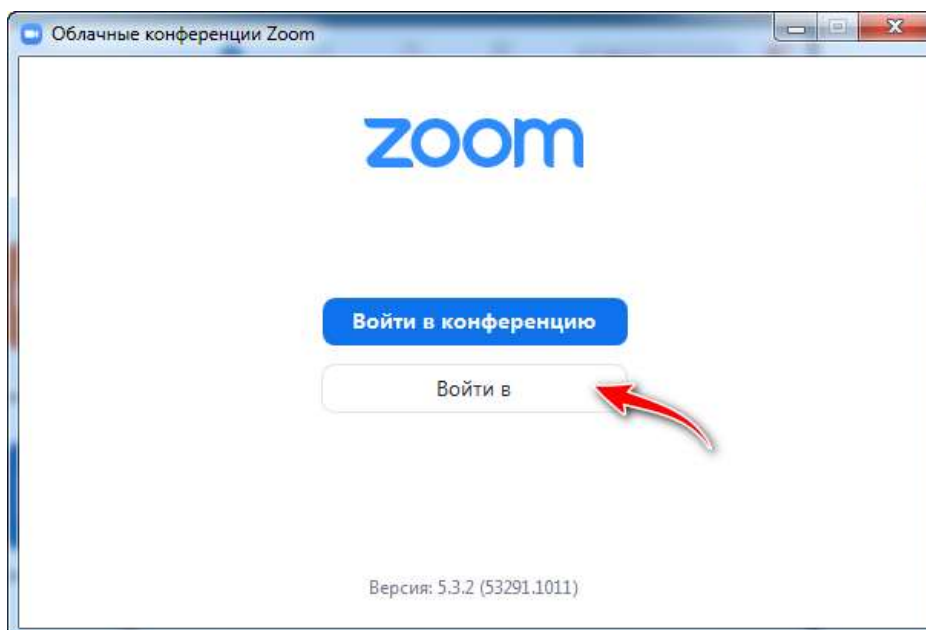 Облачные конференции Zoom
zoom
Войти в конференцию
Войти в
Версия: 5.3.2 (53291.1011)